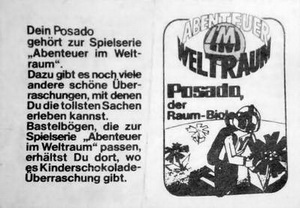 Dein Posado
gehört zur Spielserie
„Abenteuer im Welt-
raum".
Dazu gibt es noch viele
andere schöne Über-
raschungen, mit denen
Du die tollsten Sachen
erleben kannst.
Bastelbögen, die zur
Spielserie „Abenteuer
im Weltraum" passen,
erhältst Du dort, wo
es Kinderschokolade-
Überraschung gibt.
ABENTEUER
IM
WELTRAUM
Posado,
der
Raum-Biologe